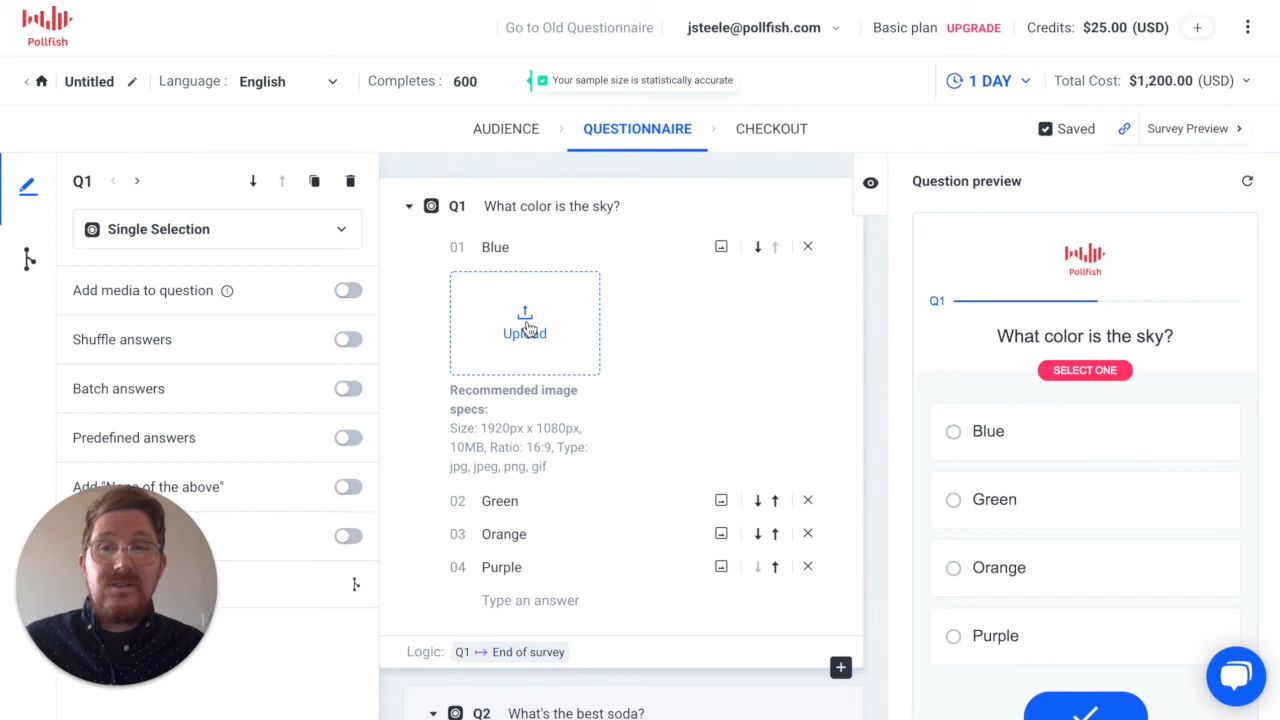 Pollfish
Go to Old Questionnaire
jsteele@pollfish.com
Basic plan UPGRADE
Credits: $25.00 (USD)
Untitled
Language : English
Completes : 600
Your sample size is statistically accurate
1 DAY
Total Cost: $1,200.00 (USD)
AUDIENCE
QUESTIONNAIRE
CHECKOUT
Saved
Survey Preview
Q1
Single Selection
Add media to question
Shuffle answers
Batch answers
Predefined answers
Add "None of the above"
Q1 What color is the sky?
01 Blue
Upload
Recommended image
specs:
Size: 1920px x 1080px,
10MB, Ratio: 16:9, Type:
jpg, jpeg, png, gif
02 Green
03 Orange
04 Purple
Type an answer
Logic: Q1 ↦ End of survey
Q2 What's the best soda?
Question preview
Pollfish
Q1
What color is the sky?
SELECT ONE
Blue
Green
Orange
Purple